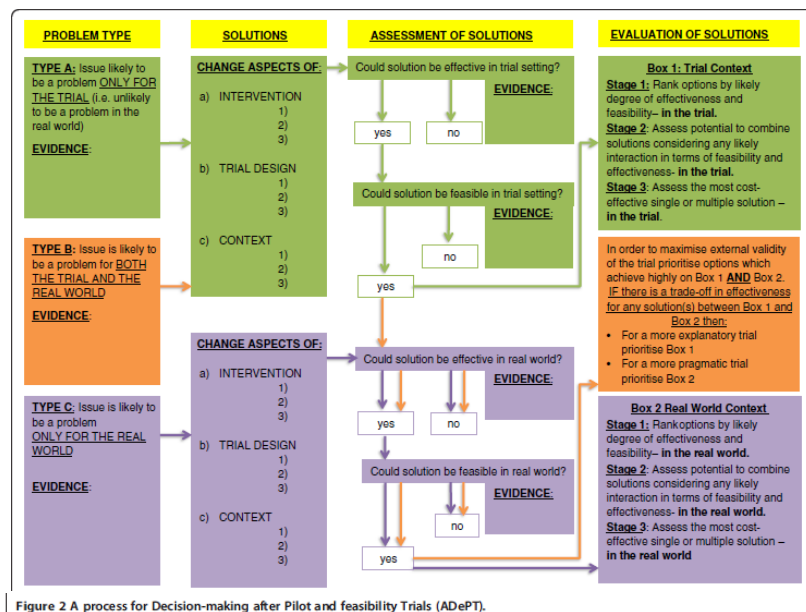 PROBLEM TYPE
SOLUTIONS
ASSESSMENT OF SOLUTIONS
EVALUATION OF SOLUTIONS
TYPE A: Issue likely to
be a problem ONLY FOR
THE TRIAL (i.e. unlikely
to be a problem in the
real world)
EVIDENCE:
TYPE B: Issue is likely to
be a problem for BOTH
THE TRIAL AND THE
REAL WORLD
EVIDENCE:
TYPE C; Issue is likely to
be a problem
ONLY FOR THE REAL
WORLD
EVIDENCE:
CHANGE ASPECTS OF:
a) INTERVENTION
1)
2)
3)
b) TRIAL DESIGN
1)
2)
3)
c) CONTEXT
1)
2)
3)
CHANGE ASPECTS OF:
a) INTERVENTION
1)
2)
3)
b) TRIAL DESIGN
1)
2)
3)
c) CONTEXT
1)
2)
3)
Could solution be effective in trial setting?
EVIDENCE:
yes
no
Could solution be feasible in trial setting?
EVIDENCE:
no
yes
Could solution be effective in real world?
EVIDENCE:
yes
no
Could solution be feasible in real world?
EVIDENCE:
no
yes
Box 1: Trial Context
Stage 1: Rank options by likely
degree of effectiveness and
feasibility– in the trial.
Stage 2: Assess potential to combine
solutions considering any likely
interaction in terms of feasibility and
effectiveness- in the trial.
Stage 3: Assess the most cost-
effective single or multiple solution –
in the trial.
In order to maximise external validity
of the trial prioritise options which
achieve highly on Box 1 AND Box 2.
IF there is a trade-off in effectiveness
for any solution(s) between Box 1 and
Box 2 then:
• For a more explanatory trial
prioritise Box 1
• For a more pragmatic trial
prioritise Box 2
Box 2 Real World Context
Stage 1: Rankoptions by likely
degree of effectiveness and
feasibility– in the real world.
Stage 2: Assess potential to combine
solutions considering any likely
interaction in terms of feasibility and
effectiveness- in the real world.
Stage 3: Assess the most cost-
effective single or multiple solution –
in the real world
Figure 2 A process for Decision-making after Pilot and feasibility Trials (ADePT).